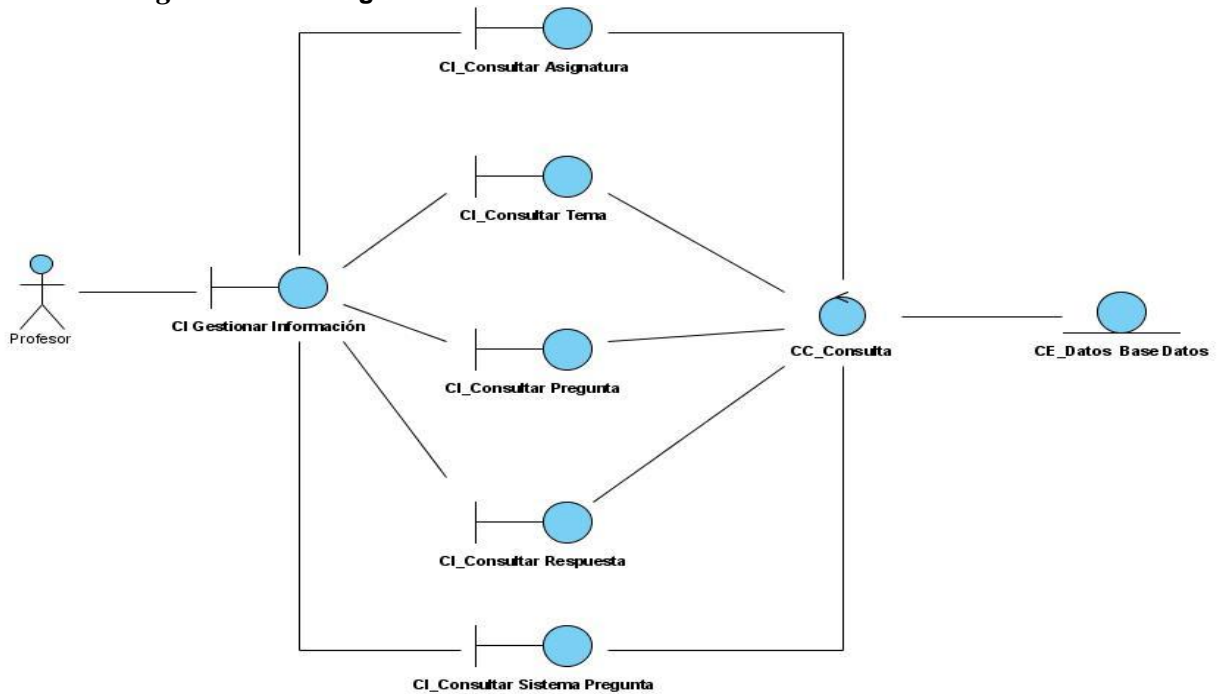 CI_Consultar Asignatura
CI_Consultar Tema
Profesor
CI Gestionar Información
CC_Consulta
CE_Datos Base Datos
CI_Consultar Pregunta
CI_Consultar Respuesta
CI_Consultar Sistema Pregunta